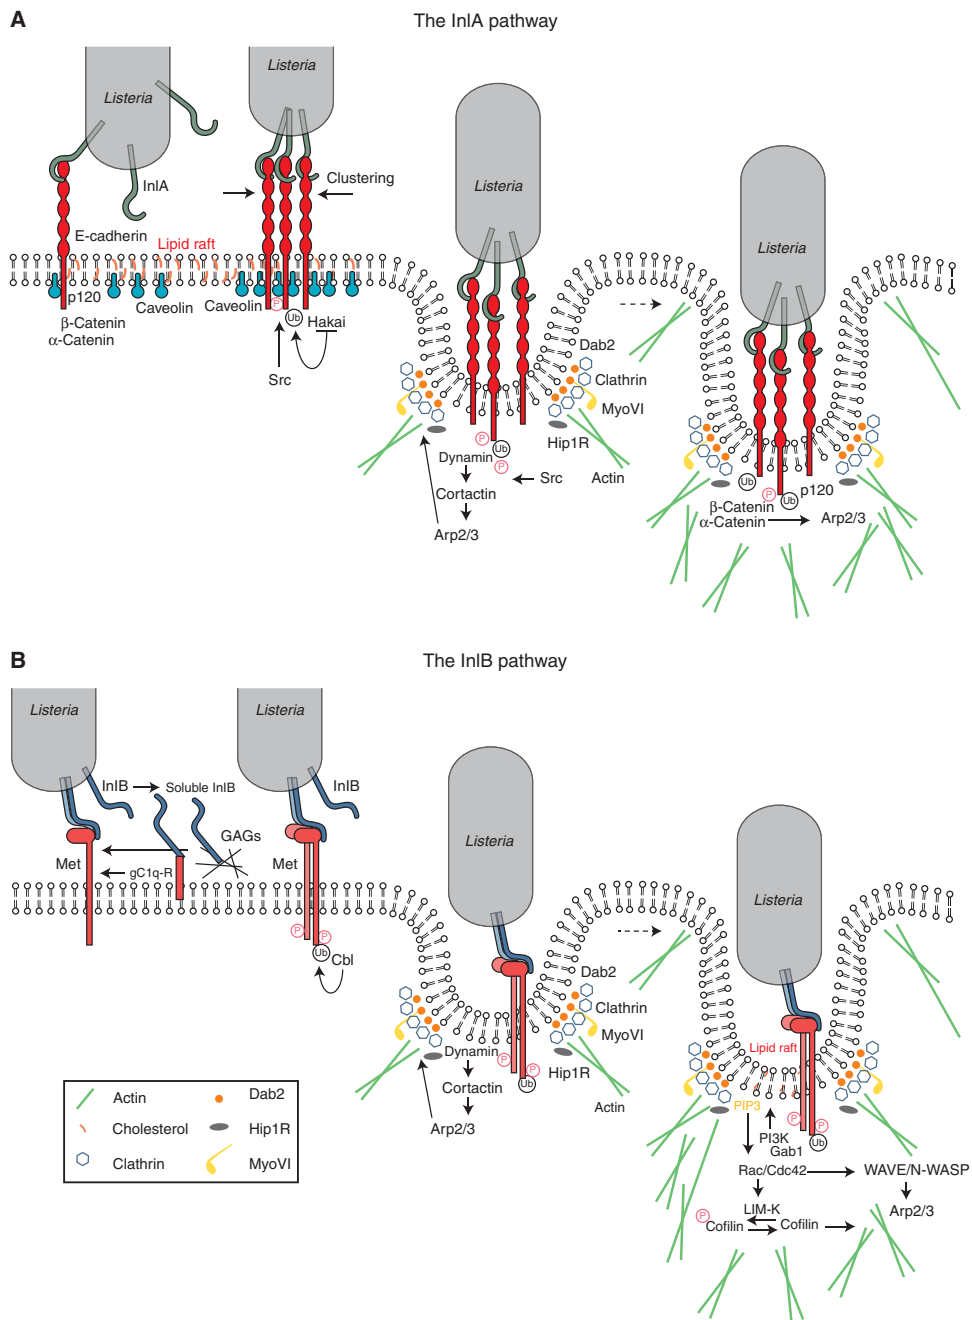 A
The InlA pathway
Listeria
Listeria
InlA
Clustering
E-cadherin
Lipid raft
p120
Caveolin
Caveolin
P
Ub
Hakai
β-Catenin
α-Catenin
Src
Listeria
Dab2
Clathrin
MyoVI
Hip1R
P
Ub
Dynamin
P
Src
Actin
Cortactin
Arp2/3
Listeria
Ub
P
Ub
p120
β-Catenin
α-Catenin
Arp2/3
B
The InlB pathway
Listeria
Listeria
InlB
Soluble InlB
InlB
GAGs
Met
gC1q-R
Met
P
P
Ub
Cbl
Listeria
Dab2
Clathrin
MyoVI
Dynamin
P
P
Ub
Hip1R
Cortactin
Actin
Arp2/3
Listeria
Lipid raft
PIP3
P
P
Ub
PI3K
Gab1
Rac/Cdc42
WAVE/N-WASP
LIM-K
Arp2/3
P
Cofilin
Cofilin
Actin
Dab2
Cholesterol
Hip1R
Clathrin
MyoVI